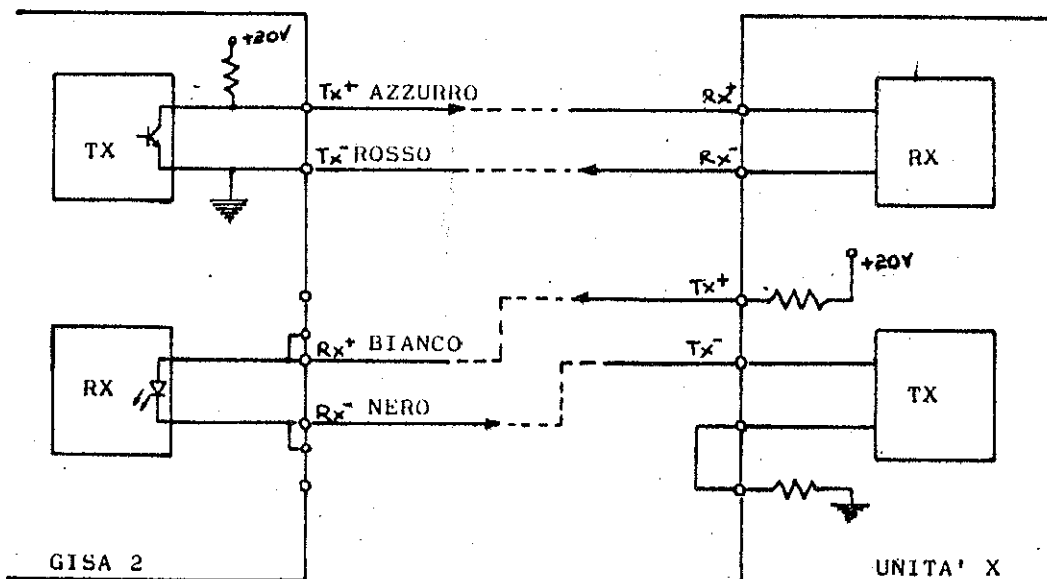 +20V
Tx+ AZZURRO
Rx+
TX
Tx- ROSSO
Rx-
RX
+20V
Tx+
Rx+ BIANCO
Tx-
RX
TX
Rx- NERO
GISA 2
UNITA' X